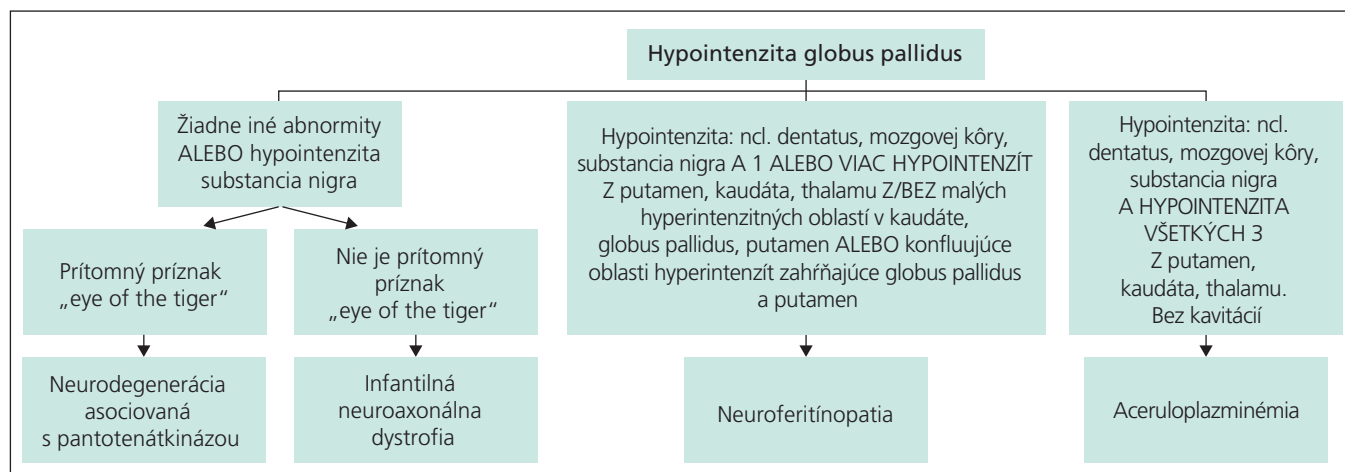 Hypointenzita globus pallidus
Žiadne iné abnormity
ALEBO hypointenzita
substancia nigra
Hypointenzita: ncl. dentatus, mozgovej kôry,
substancia nigra A 1 ALEBO VIAC HYPOINTENZÍT
Z putamen, kaudáta, thalamu Z/BEZ malých
hyperintenzitných oblastí v kaudáte,
globus pallidus, putamen ALEBO konfluujúce
oblasti hyperintenzít zahŕňajúce globus pallidus
a putamen
Hypointenzita: ncl.
dentatus, mozgovej kôry,
substancia nigra
A HYPOINTENZITA
VŠETKÝCH 3
Z putamen,
kaudáta, thalamu.
Bez kavitácií
Prítomný príznak
„eye of the tiger“
Nie je prítomný
príznak
„eye of the tiger“
Neurodegenerácia
asociovaná
s pantotenátkinázou
Infantilná
neuroaxonálna
dystrofia
Neuroferitínopatia
Aceruloplazminémia